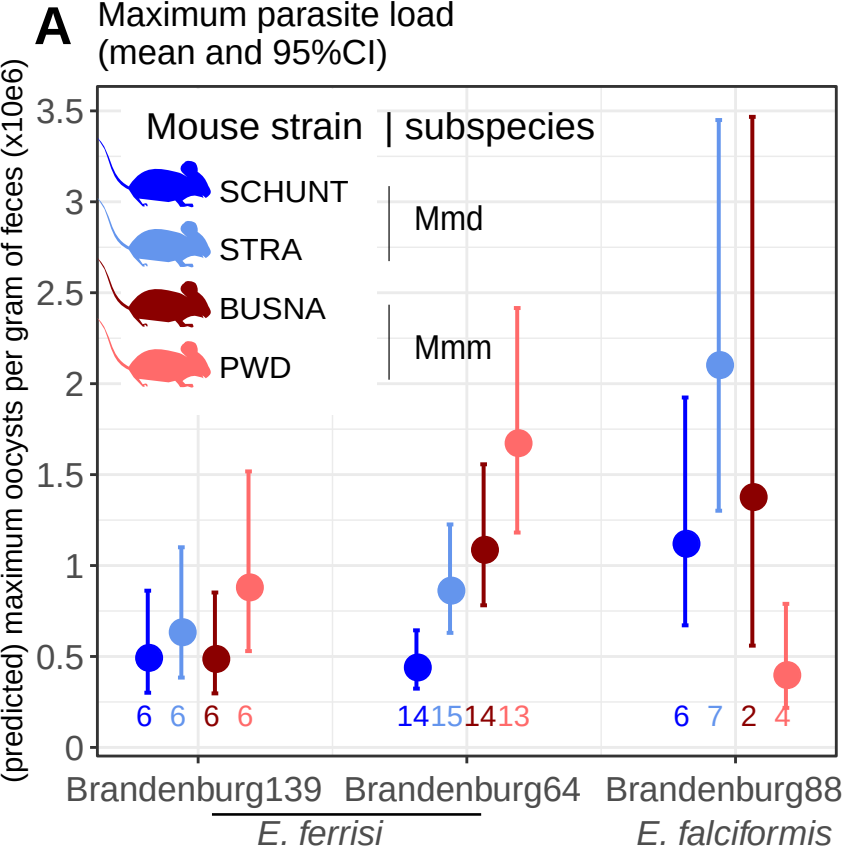 A Maximum parasite load
(mean and 95%CI)
(predicted) maximum oocysts per gram of feces (x10e6)
3.5
3
2.5
2
1.5
1
0.5
0
Mouse strain | subspecies
SCHUNT
STRA
Mmd
BUSNA
PWD
Mmm
6 6 6 6 14 15 14 13 6 7 2 4
Brandenburg139 Brandenburg64 Brandenburg88
E. ferrisi E. falciformis